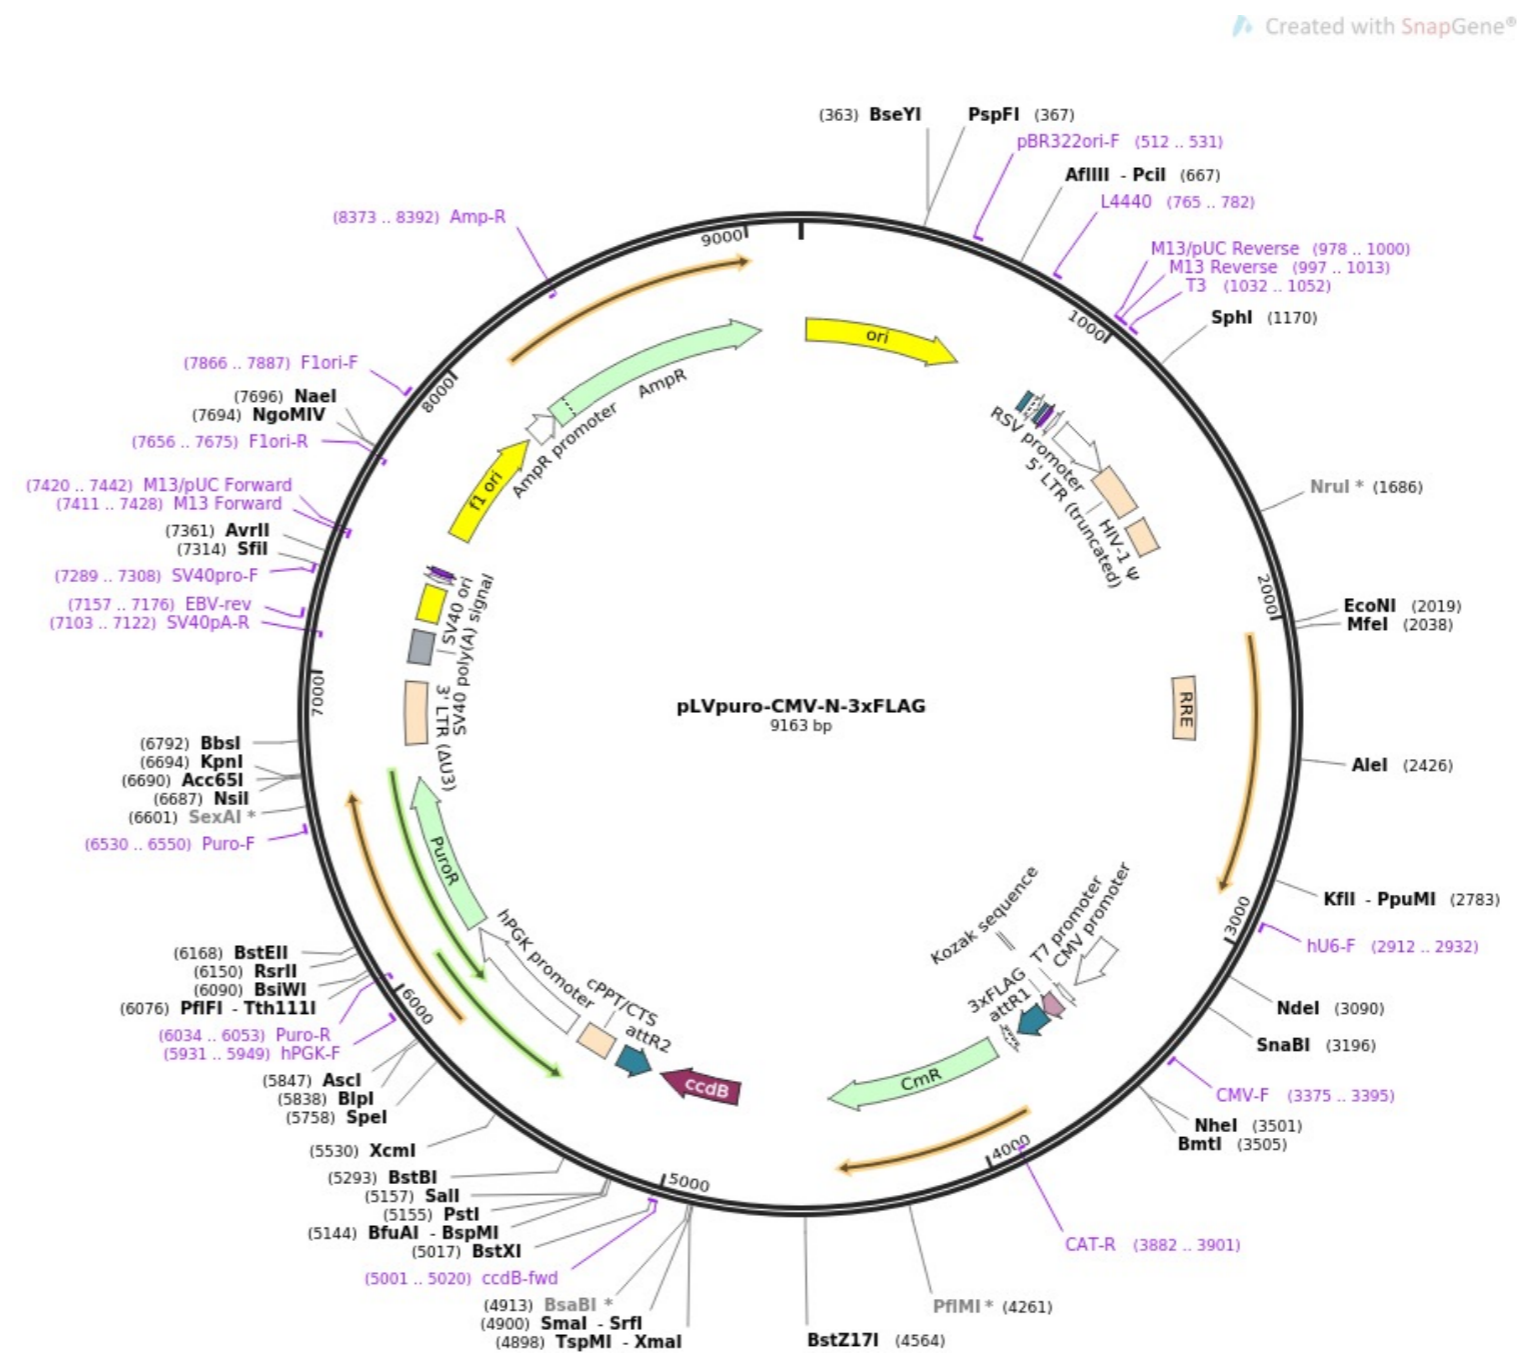 Created with SnapGene®
(363) BseYI
PspFI (367)
pBR322ori-F (512 .. 531)
AflIII - PciI (667)
L4440 (765 .. 782)
M13/pUC Reverse (978 .. 1000)
M13 Reverse (997 .. 1013)
T3 (1032 .. 1052)
SphI (1170)
NruI * (1686)
EcoNI (2019)
MfeI (2038)
AleI (2426)
KflI - PpuMI (2783)
hU6-F (2912 .. 2932)
NdeI (3090)
SnaBI (3196)
CMV-F (3375 .. 3395)
NheI (3501)
BmtI (3505)
CAT-R (3882 .. 3901)
PflMI * (4261)
BstZ17I (4564)
(4898) TspMI - XmaI
(4900) SmaI - SrfI
(4913) BsaBI *
(5001 .. 5020) ccdB-fwd
(5017) BstXI
(5144) BfuAI - BspMI
(5155) PstI
(5157) SalI
(5293) BstBI
(5530) XcmI
(5758) SpeI
(5838) BlpI
(5847) AscI
(5931 .. 5949) hPGK-F
(6034 .. 6053) Puro-R
(6076) PflFI - Tth111I
(6090) BsiWI
(6150) RsrII
(6168) BstEII
(6530 .. 6550) Puro-F
(6601) SexAI *
(6687) NsiI
(6690) Acc65I
(6694) KpnI
(6792) BbsI
(7103 .. 7122) SV40pA-R
(7157 .. 7176) EBV-rev
(7289 .. 7308) SV40pro-F
(7314) SfiI
(7361) AvrII
(7411 .. 7428) M13 Forward
(7420 .. 7442) M13/pUC Forward
(7656 .. 7675) F1ori-R
(7694) NgoMIV
(7696) NaeI
(7866 .. 7887) F1ori-F
(8373 .. 8392) Amp-R
1000
2000
3000
4000
5000
6000
7000
8000
9000
ori
RSV promoter
5' LTR (truncated)
HIV-1 Ψ
RRE
CMV promoter
T7 promoter
Kozak sequence
3xFLAG
attR1
CmR
ccdB
attR2
cPPT/CTS
hPGK promoter
PuroR
3' LTR (ΔU3)
SV40 poly(A) signal
SV40 ori
f1 ori
AmpR promoter
AmpR
pLVpuro-CMV-N-3xFLAG
9163 bp